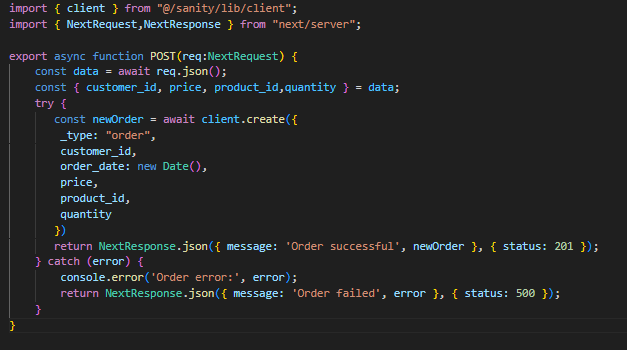 import { client } from "@/sanity/lib/client";
import { NextRequest,NextResponse } from "next/server";

export async function POST(req:NextRequest) {
    const data = await req.json();
    const { customer_id, price, product_id,quantity } = data;
    try {
       const newOrder = await client.create({
        _type: "order",
        customer_id,
        order_date: new Date(),
        price,
        product_id,
        quantity
       })
       return NextResponse.json({ message: 'Order successful', newOrder }, { status: 201 });
    } catch (error) {
        console.error('Order error:', error);
        return NextResponse.json({ message: 'Order failed', error }, { status: 500 });
    }
}